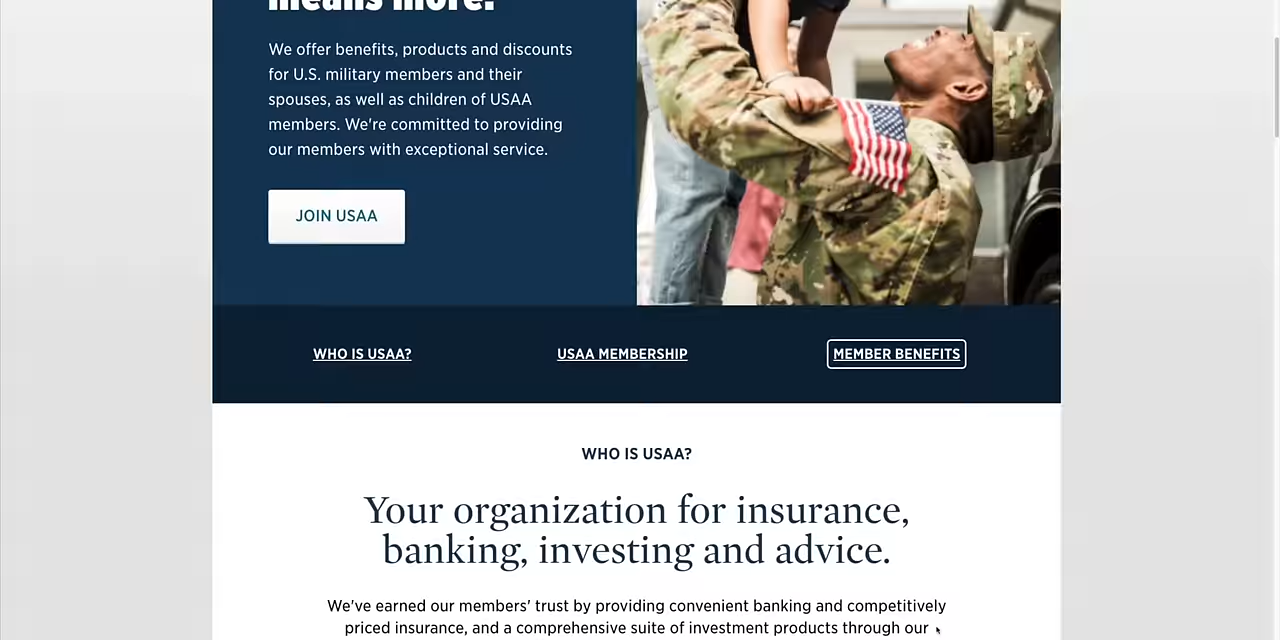 means more.
We offer benefits, products and discounts
for U.S. military members and their
spouses, as well as children of USAA
members. We're committed to providing
our members with exceptional service.
JOIN USAA
WHO IS USAA?
USAA MEMBERSHIP
MEMBER BENEFITS
WHO IS USAA?
Your organization for insurance,
banking, investing and advice.
We've earned our members' trust by providing convenient banking and competitively
priced insurance, and a comprehensive suite of investment products through our